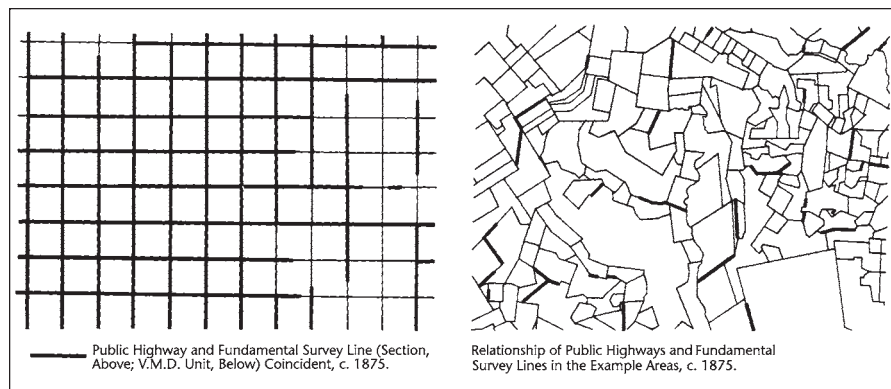 Public Highway and Fundamental Survey Line (Section,
Above; V.M.D. Unit, Below) Coincident, c. 1875.
Relationship of Public Highways and Fundamental
Survey Lines in the Example Areas, c. 1875.